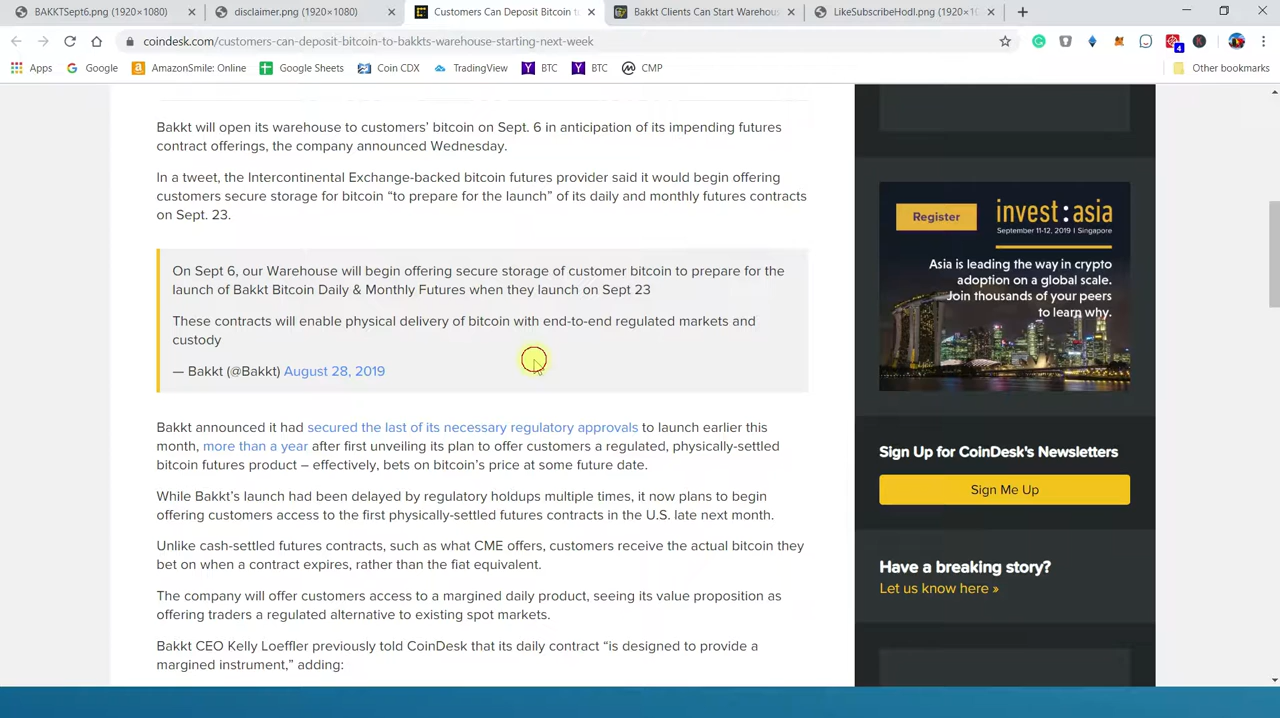 BAKKTSept6.png (1920×1080)
disclaimer.png (1920×1080)
Customers Can Deposit Bitcoin to
Bakkt Clients Can Start Warehous
LikeSubscribeHodl.png (1920×10
coindesk.com/customers-can-deposit-bitcoin-to-bakkts-warehouse-starting-next-week
4
K
Apps
Google
AmazonSmile: Online
Google Sheets
Coin CDX
TradingView
BTC
BTC
CMP
Other bookmarks
Bakkt will open its warehouse to customers’ bitcoin on Sept. 6 in anticipation of its impending futures
contract offerings, the company announced Wednesday.
In a tweet, the Intercontinental Exchange-backed bitcoin futures provider said it would begin offering
customers secure storage for bitcoin “to prepare for the launch” of its daily and monthly futures contracts
on Sept. 23.
On Sept 6, our Warehouse will begin offering secure storage of customer bitcoin to prepare for the
launch of Bakkt Bitcoin Daily & Monthly Futures when they launch on Sept 23
These contracts will enable physical delivery of bitcoin with end-to-end regulated markets and
custody
— Bakkt (@Bakkt) August 28, 2019
Bakkt announced it had secured the last of its necessary regulatory approvals to launch earlier this
month, more than a year after first unveiling its plan to offer customers a regulated, physically-settled
bitcoin futures product – effectively, bets on bitcoin’s price at some future date.
While Bakkt’s launch had been delayed by regulatory holdups multiple times, it now plans to begin
offering customers access to the first physically-settled futures contracts in the U.S. late next month.
Unlike cash-settled futures contracts, such as what CME offers, customers receive the actual bitcoin they
bet on when a contract expires, rather than the fiat equivalent.
The company will offer customers access to a margined daily product, seeing its value proposition as
offering traders a regulated alternative to existing spot markets.
Bakkt CEO Kelly Loeffler previously told CoinDesk that its daily contract “is designed to provide a
margined instrument,” adding:
Register
invest:asia
September 11-12, 2019 | Singapore
Asia is leading the way in crypto
adoption on a global scale.
Join thousands of your peers
to learn why.
Sign Up for CoinDesk's Newsletters
Sign Me Up
Have a breaking story?
Let us know here »